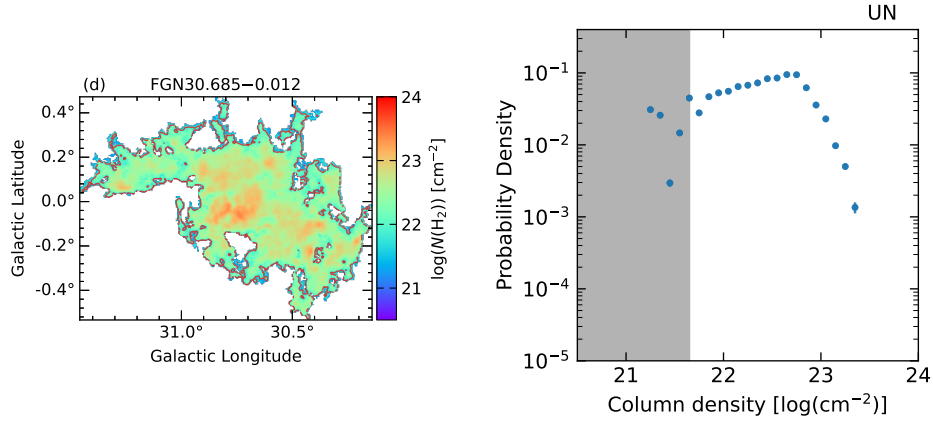 (d) FGN30.685−0.012
0.4°
0.2°
0.0°
-0.2°
-0.4°
Galactic Latitude
31.0° 30.5°
Galactic Longitude
24
23
22
21
log(N(H₂)) [cm⁻²]
UN
10⁻¹
10⁻²
10⁻³
10⁻⁴
10⁻⁵
Probability Density
21 22 23 24
Column density [log(cm⁻²)]